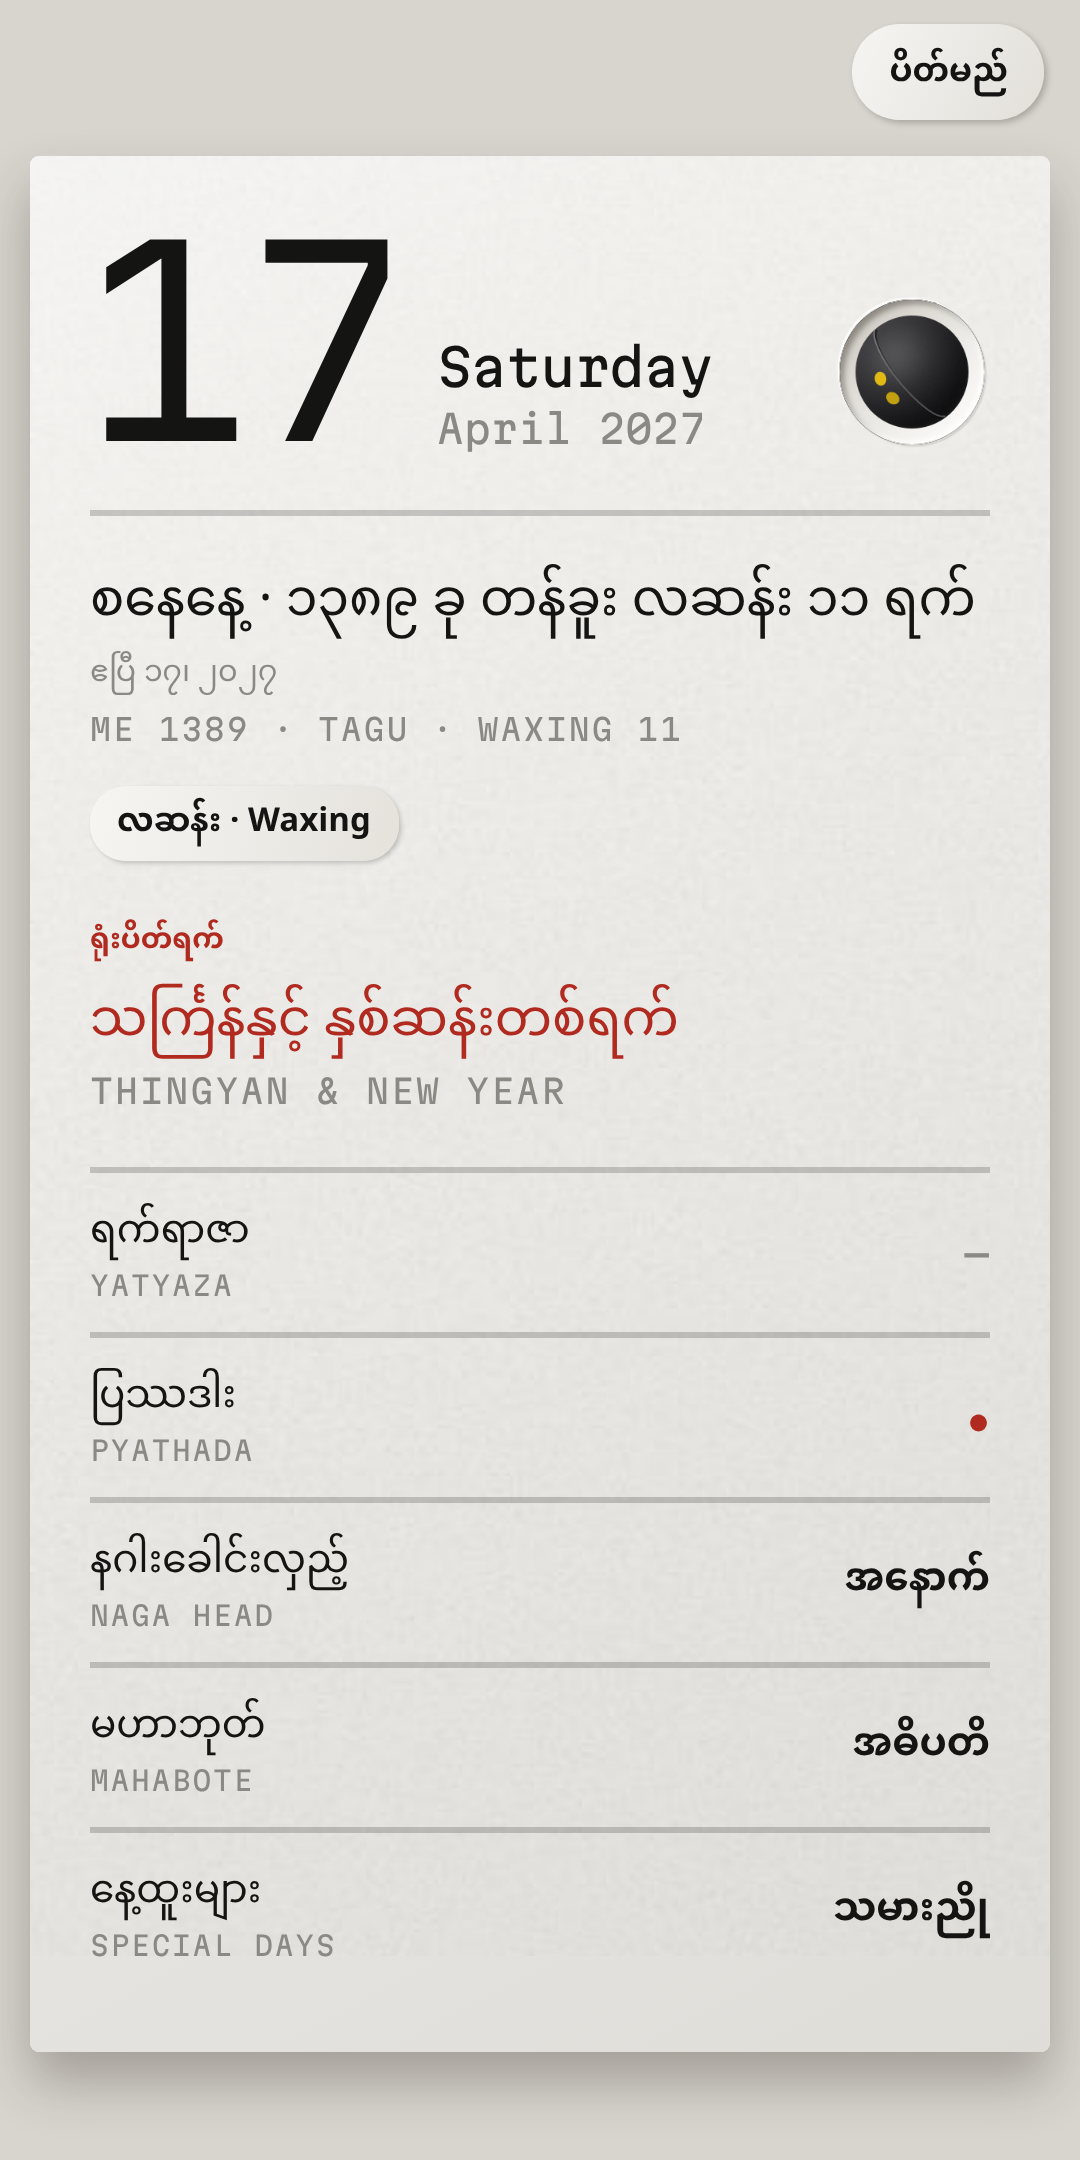 ပိတ်မည်
17
Saturday
April 2027
စနေနေ့ · ၁၃၈၉ ခု တန်ခူး လဆန်း ၁၁ ရက်
ဧပြီ ၁၇၊ ၂၀၂၇
ME 1389 · TAGU · WAXING 11
လဆန်း · Waxing
ရုံးပိတ်ရက်
သင်္ကြန်နှင့် နှစ်ဆန်းတစ်ရက်
THINGYAN & NEW YEAR
ရက်ရာဇာ
–
YATYAZA
ပြဿဒါး
●
PYATHADA
နဂါးခေါင်းလှည့်
အနောက်
NAGA HEAD
မဟာဘုတ်
အဓိပတိ
MAHABOTE
နေ့ထူးများ
သမားညို
SPECIAL DAYS